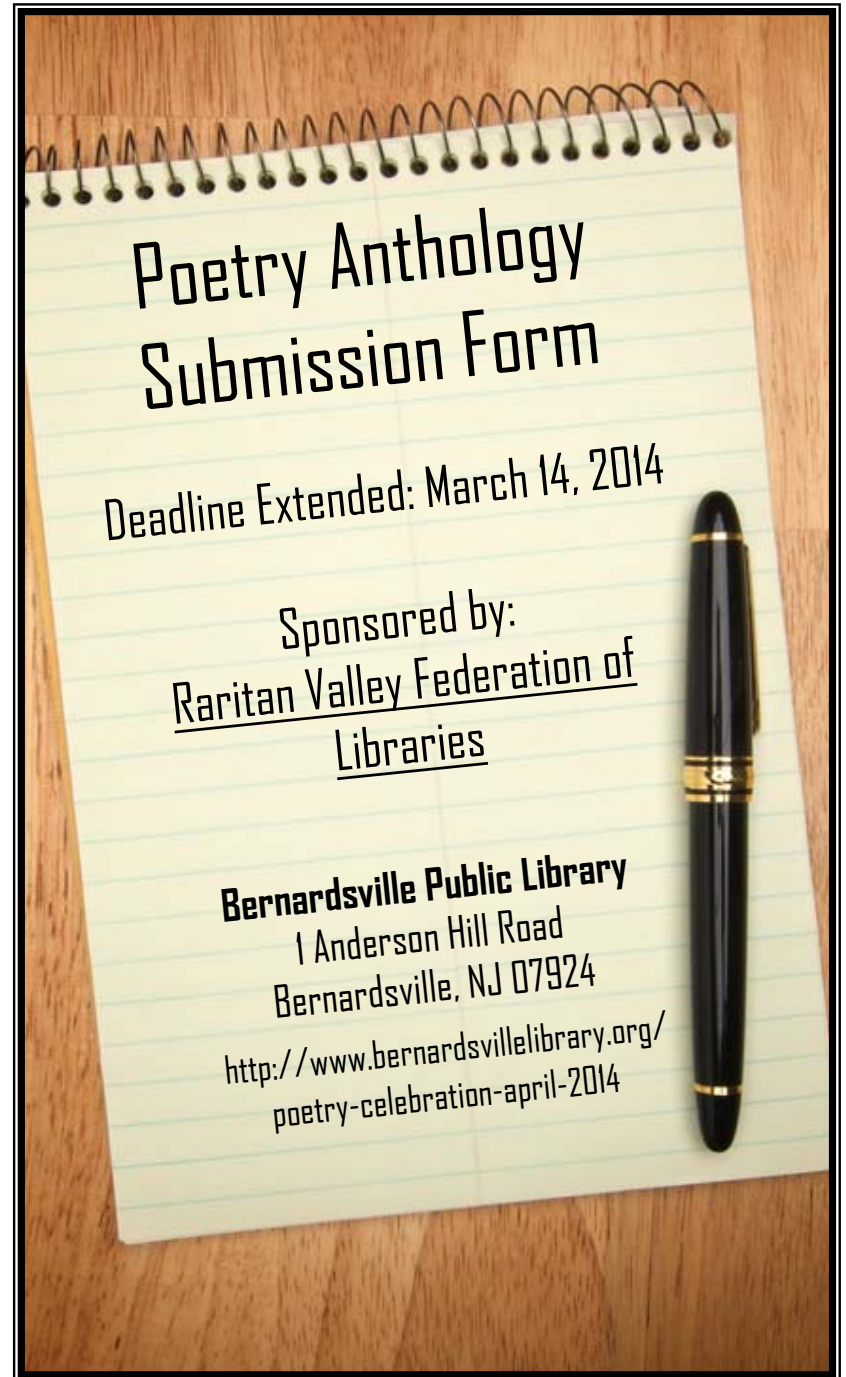 Poetry Anthology
Submission Form
Deadline Extended: March 14, 2014
Sponsored by:
Raritan Valley Federation of
Libraries
Bernardsville Public Library
1 Anderson Hill Road
Bernardsville, NJ 07924
http://www.bernardsvillelibrary.org/
poetry-celebration-april-2014